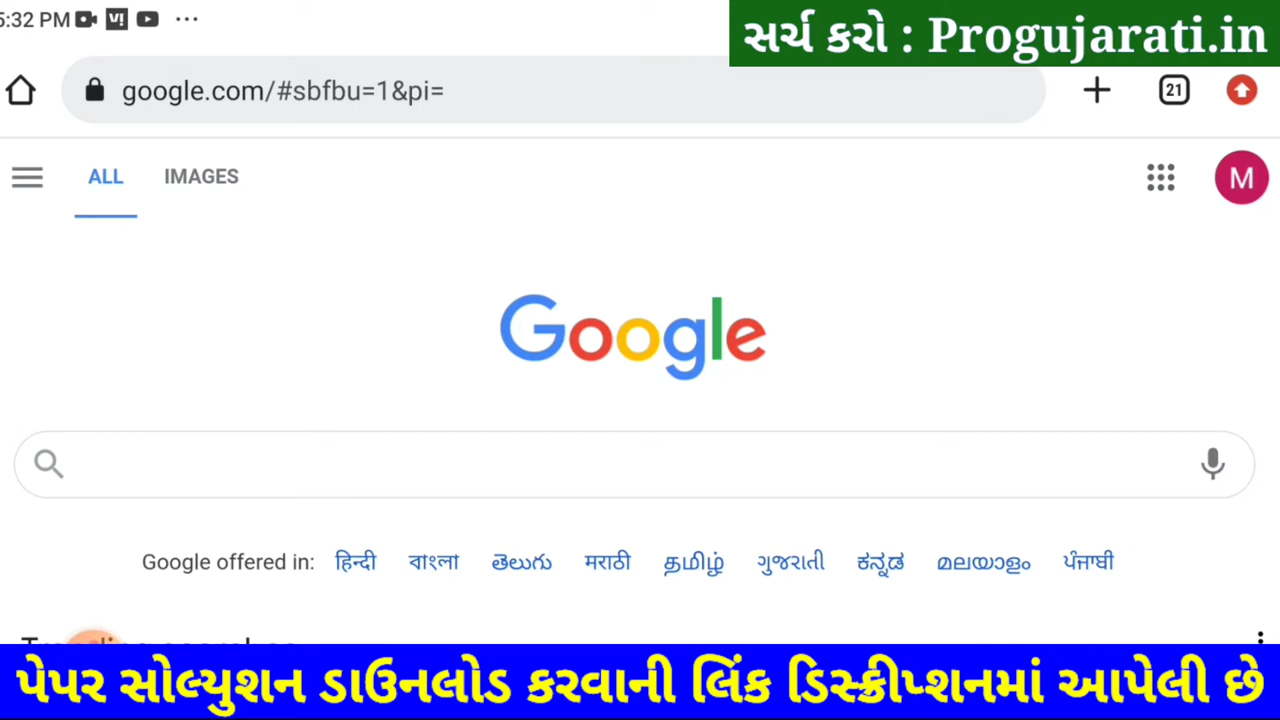 5:32 PM
સર્ચ કરો : Progujarati.in
google.com/#sbfbu=1&pi=
21
ALL IMAGES
M
Google
Google offered in: हिन्दी বাংলা తెలుగు मराठी தமிழ் ગુજરાતી ಕನ್ನಡ മലയാളം ਪੰਜਾਬੀ
પેપર સોલ્યુશન ડાઉનલોડ કરવાની લિંક ડિસ્ક્રીપ્શનમાં આપેલી છે